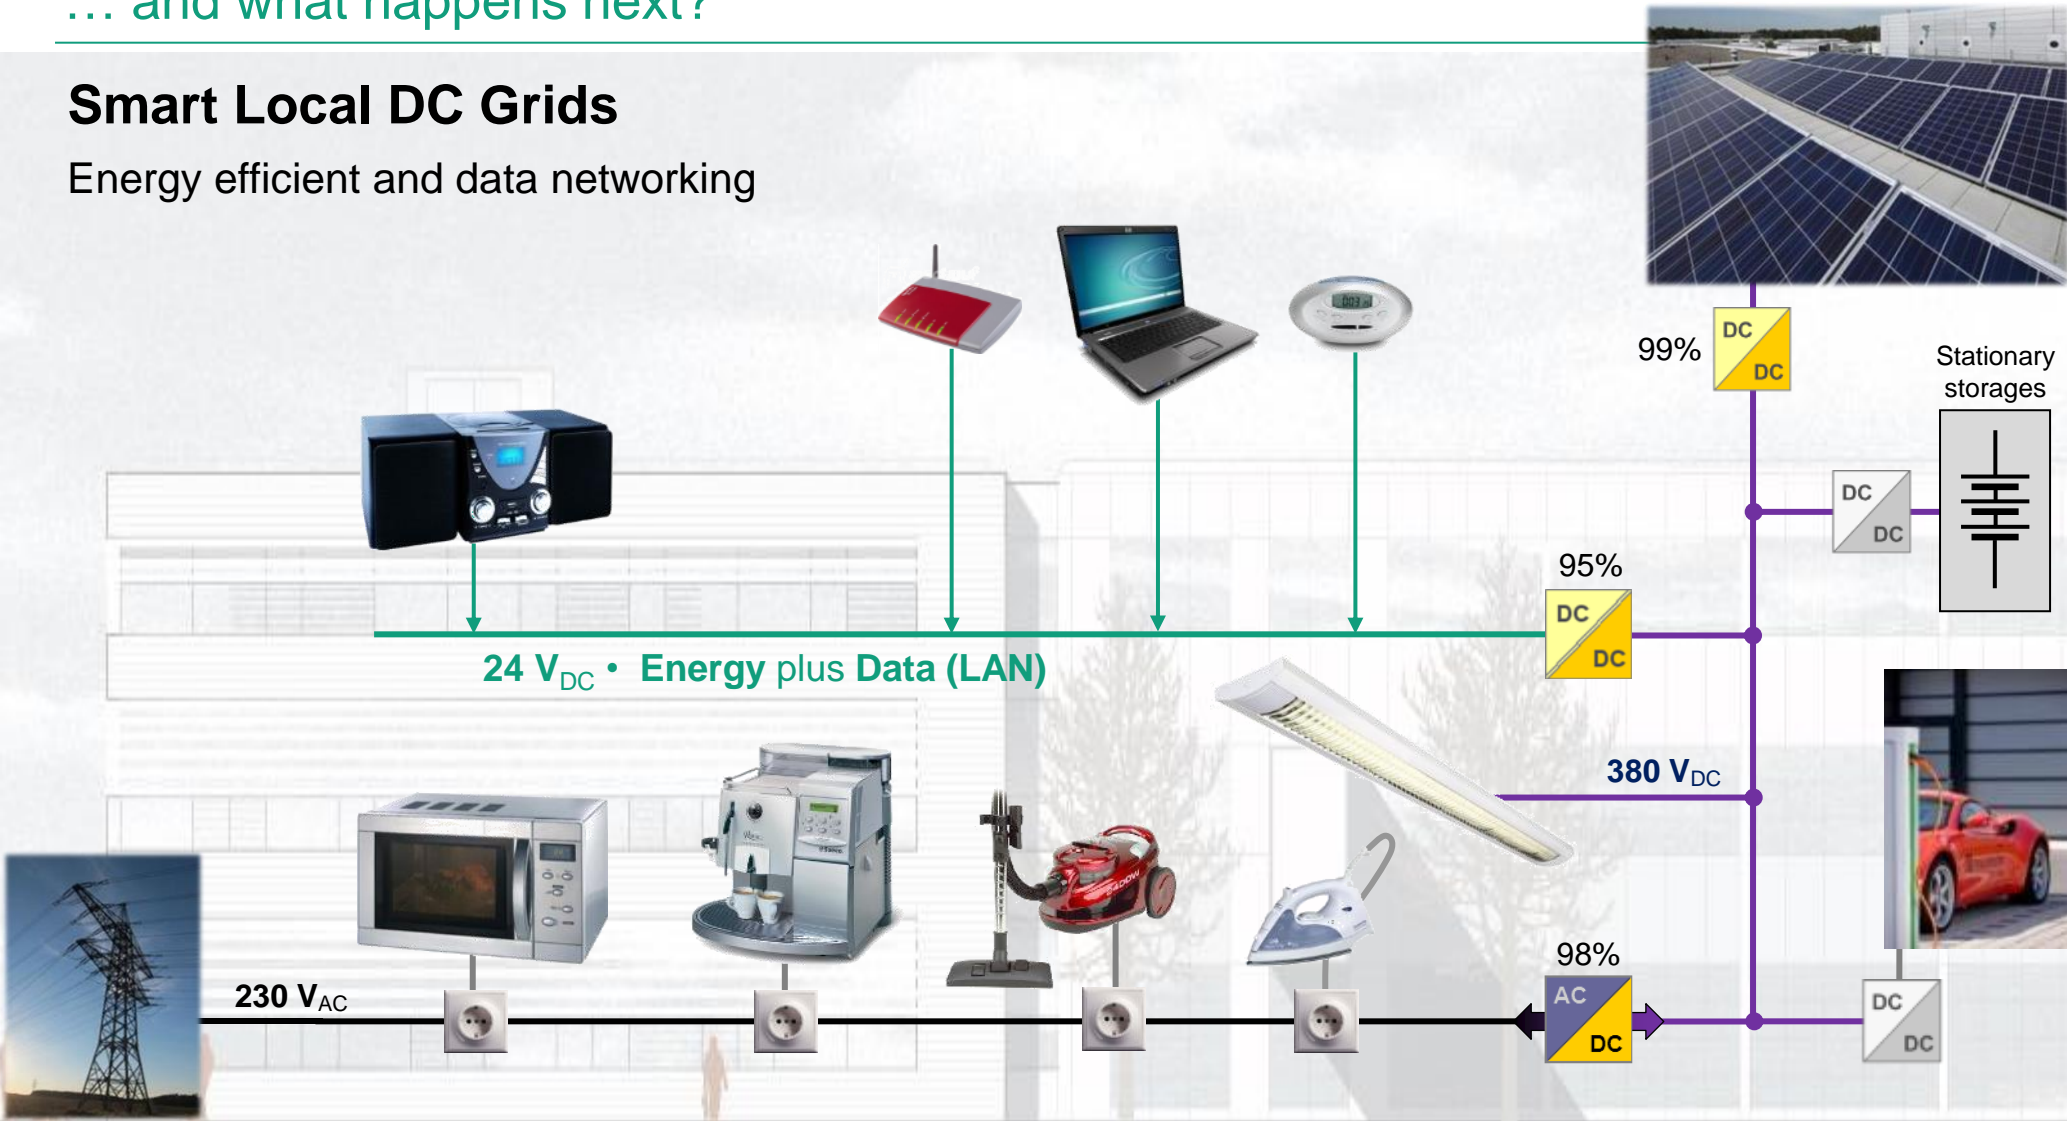 ... and what happens next?
Smart Local DC Grids
Energy efficient and data networking
99%
DC
DC
Stationary
storages
DC
DC
95%
DC
DC
24 VDC • Energy plus Data (LAN)
380 VDC
2400W
98%
230 VAC
AC
DC
DC
DC